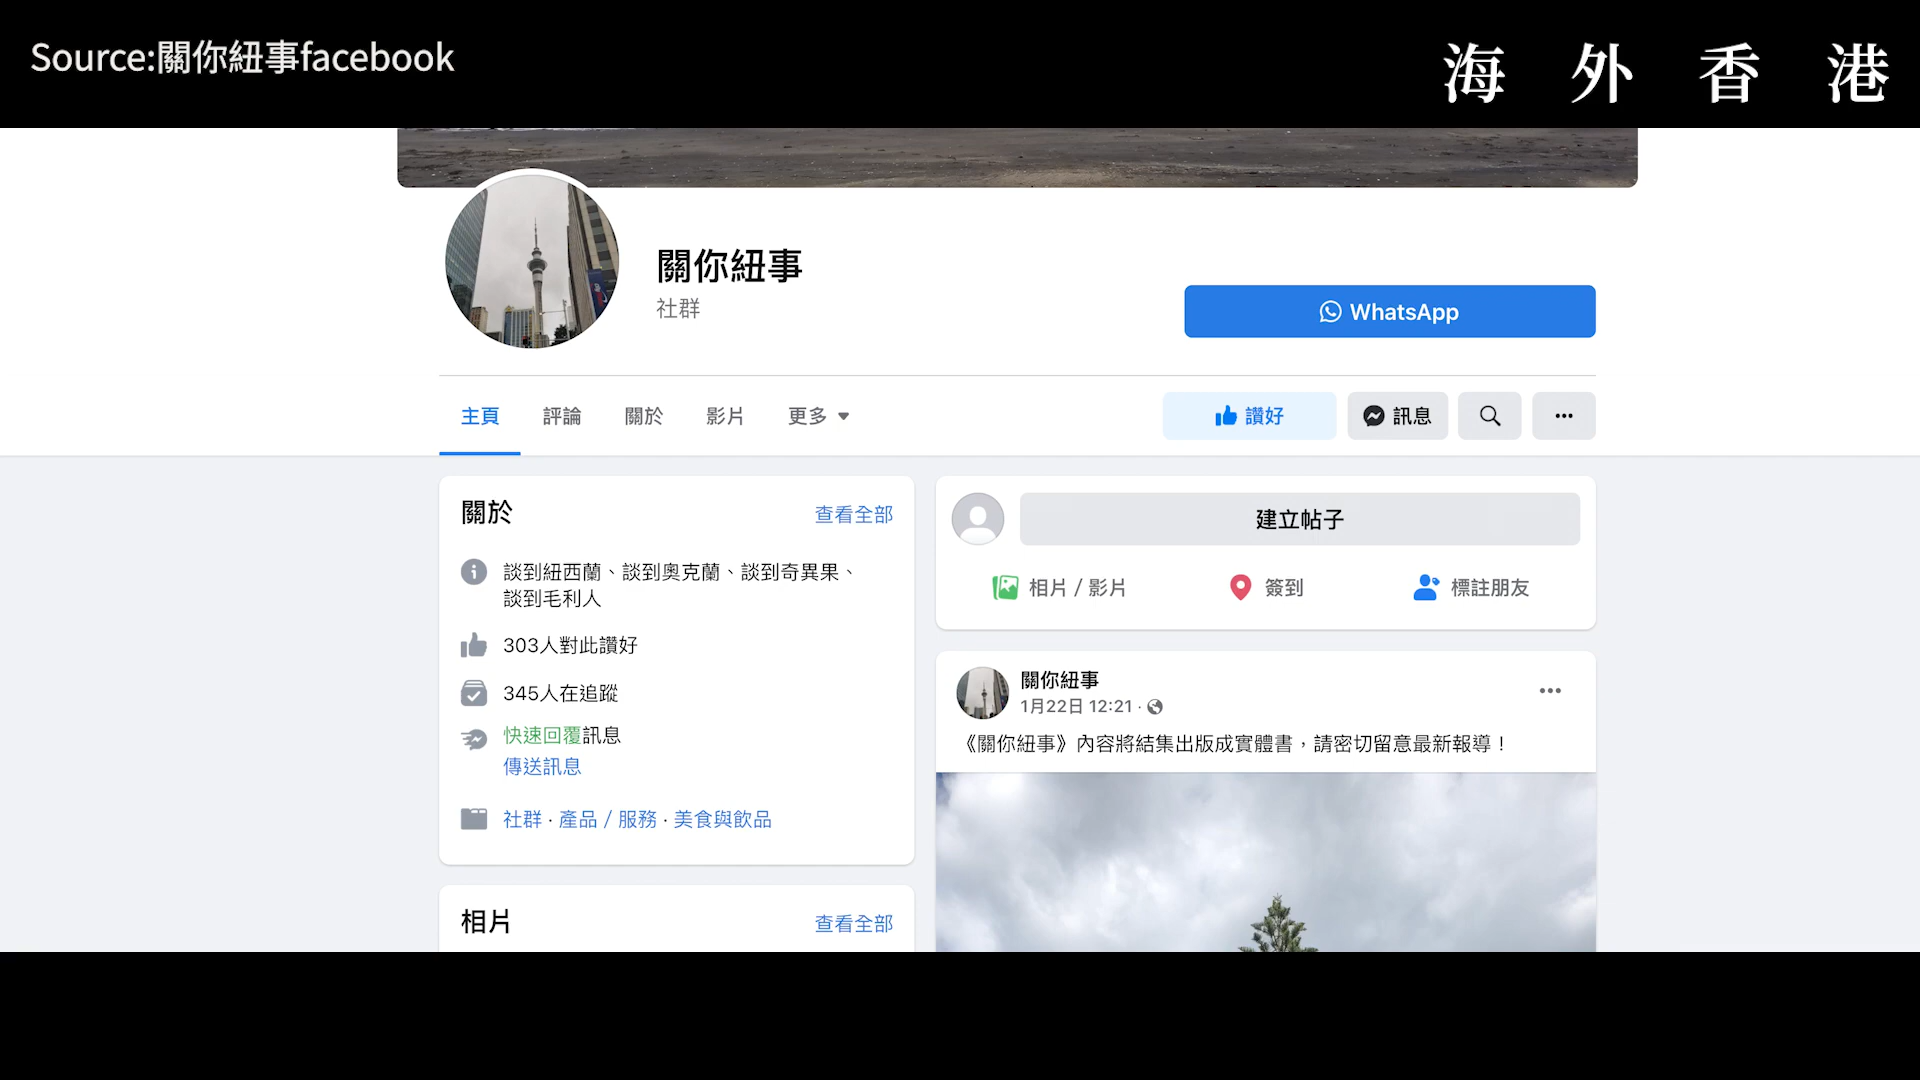 Source:關你紐事facebook
海外香港
關你紐事
社群
WhatsApp
主頁 評論 關於 影片 更多
讚好 訊息
關於 查看全部
談到紐西蘭、談到奧克蘭、談到奇異果、
談到毛利人
303人對此讚好
345人在追蹤
快速回覆訊息
傳送訊息
社群 · 產品 / 服務 · 美食與飲品
相片 查看全部
建立帖子
相片 / 影片 簽到 標註朋友
關你紐事
1月22日 12:21 ·
《關你紐事》內容將結集出版成實體書，請密切留意最新報導！